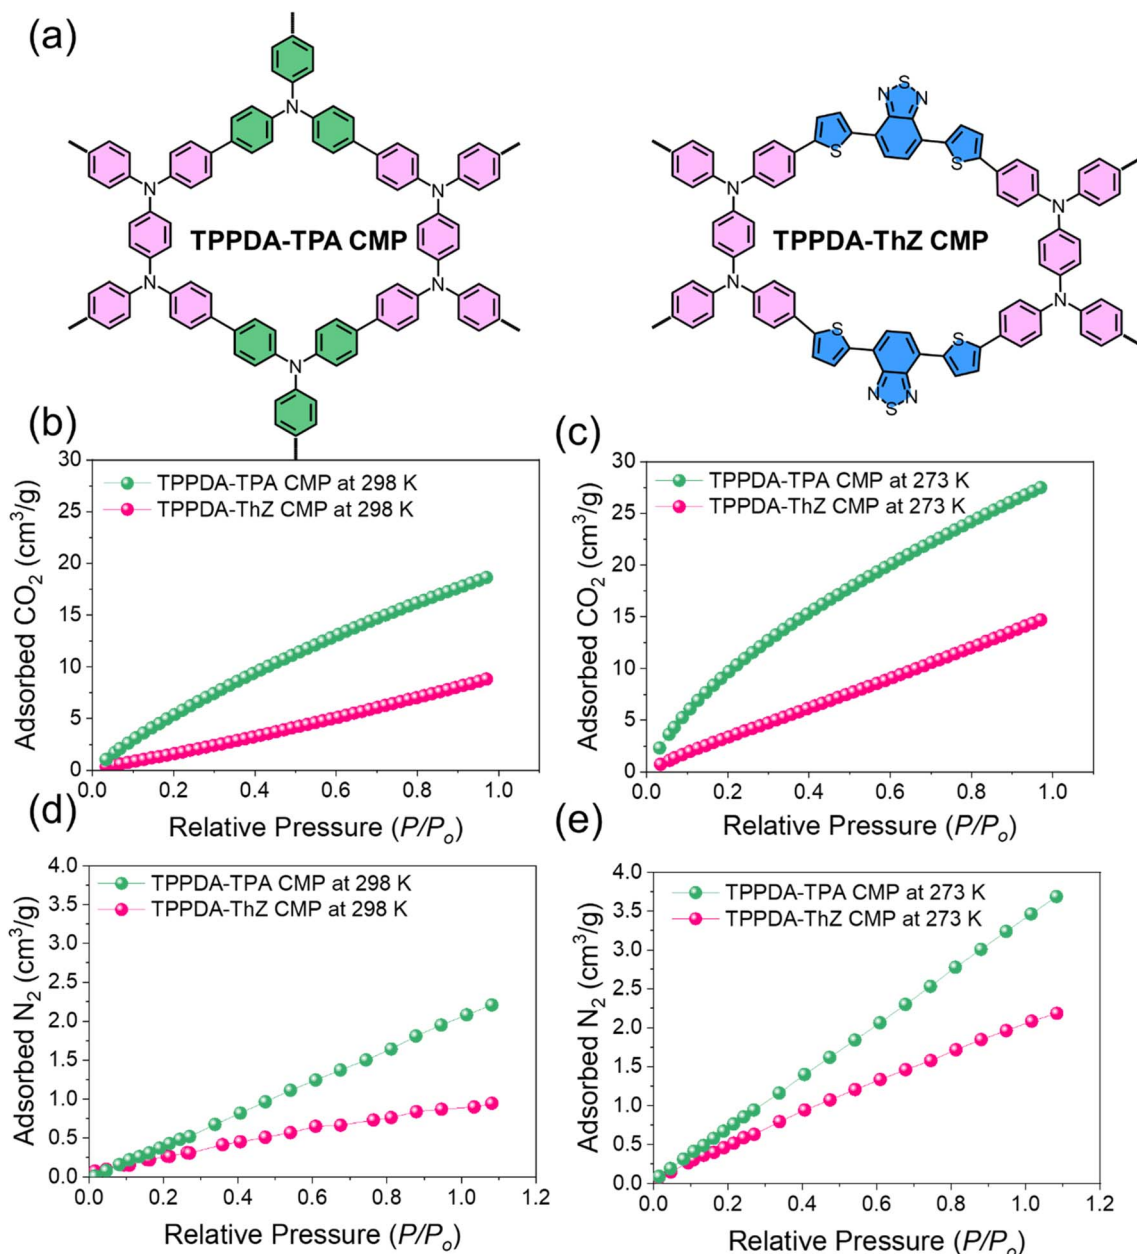 (a)
N
S
N N
S S
N N
N N
TPPDA-TPA CMP
TPPDA-ThZ CMP
N N
N N
S S
N
N N
S
(b)
30
25
20
15
10
5
0
Adsorbed CO2 (cm3/g)
TPPDA-TPA CMP at 298 K
TPPDA-ThZ CMP at 298 K
0.0 0.2 0.4 0.6 0.8 1.0
Relative Pressure (P/Po)
(c)
30
25
20
15
10
5
0
Adsorbed CO2 (cm3/g)
TPPDA-TPA CMP at 273 K
TPPDA-ThZ CMP at 273 K
0.0 0.2 0.4 0.6 0.8 1.0
Relative Pressure (P/Po)
(d)
4.0
3.5
3.0
2.5
2.0
1.5
1.0
0.5
0.0
Adsorbed N2 (cm3/g)
TPPDA-TPA CMP at 298 K
TPPDA-ThZ CMP at 298 K
0.0 0.2 0.4 0.6 0.8 1.0 1.2
Relative Pressure (P/Po)
(e)
4.0
3.5
3.0
2.5
2.0
1.5
1.0
0.5
0.0
Adsorbed N2 (cm3/g)
TPPDA-TPA CMP at 273 K
TPPDA-ThZ CMP at 273 K
0.0 0.2 0.4 0.6 0.8 1.0 1.2
Relative Pressure (P/Po)